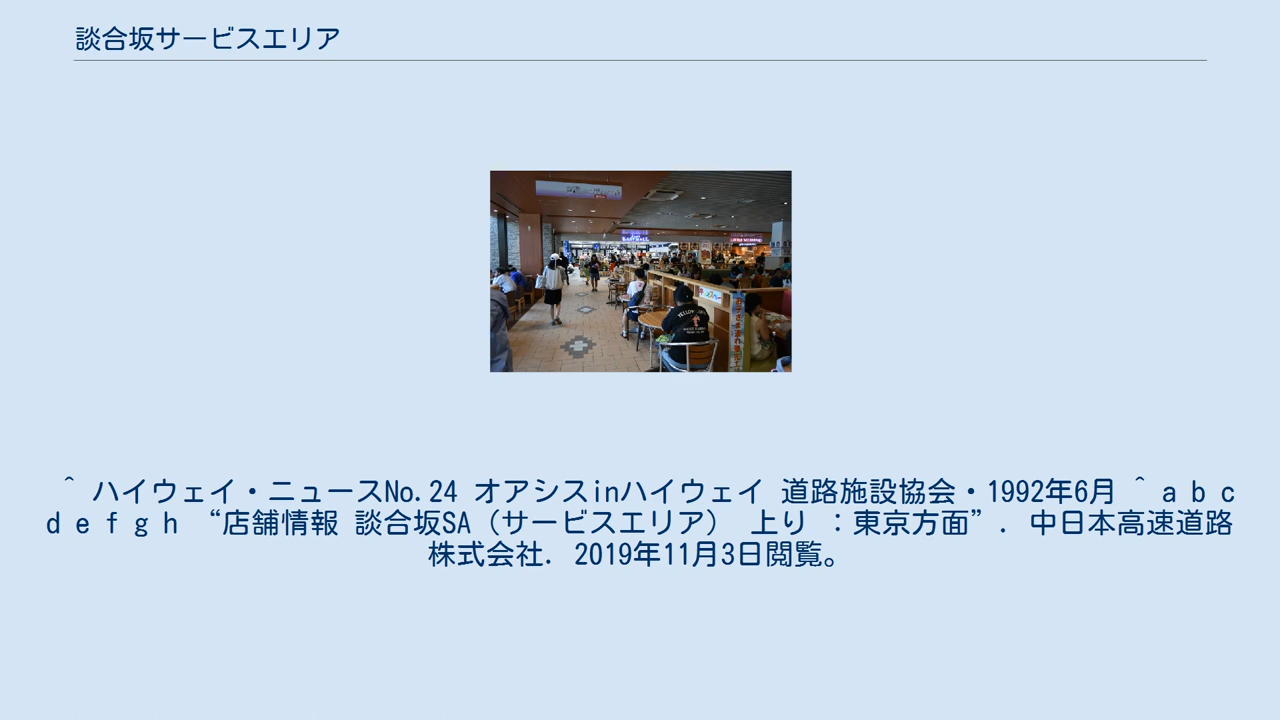 談合坂サービスエリア
^ ハイウェイ・ニュースNo.24 オアシスinハイウェイ 道路施設協会・1992年6月 ^ a b c
d e f g h “店舗情報 談合坂SA（サービスエリア） 上り ：東京方面”. 中日本高速道路
株式会社. 2019年11月3日閲覧。